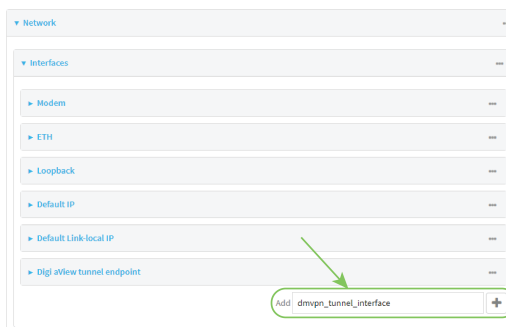 Network
Interfaces
Modem
ETH
Loopback
Default IP
Default Link-local IP
Digi aView tunnel endpoint
Add dmvpn_tunnel_interface